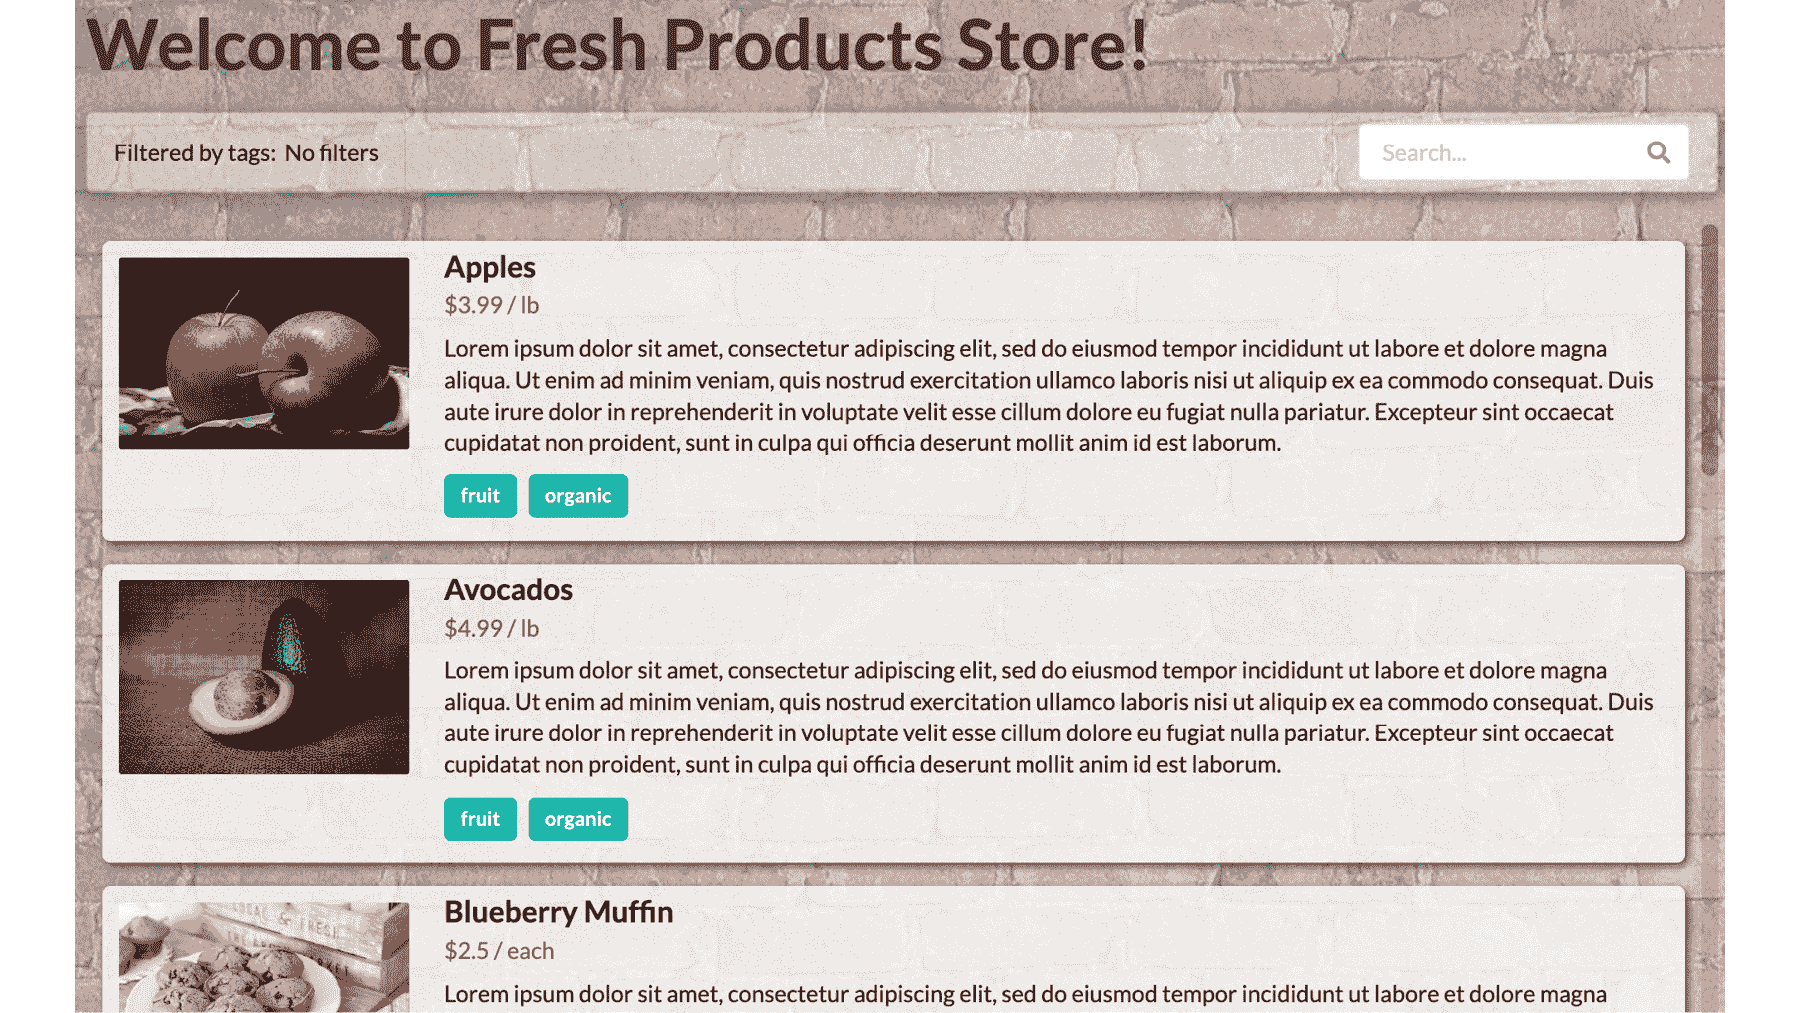 Welcome to Fresh Products Store!
Filtered by tags: No filters
Search...
Apples
$3.99 / lb
Lorem ipsum dolor sit amet, consectetur adipiscing elit, sed do eiusmod tempor incididunt ut labore et dolore magna
aliqua. Ut enim ad minim veniam, quis nostrud exercitation ullamco laboris nisi ut aliquip ex ea commodo consequat. Duis
aute irure dolor in reprehenderit in voluptate velit esse cillum dolore eu fugiat nulla pariatur. Excepteur sint occaecat
cupidatat non proident, sunt in culpa qui officia deserunt mollit anim id est laborum.
fruit
organic
Avocados
$4.99 / lb
Lorem ipsum dolor sit amet, consectetur adipiscing elit, sed do eiusmod tempor incididunt ut labore et dolore magna
aliqua. Ut enim ad minim veniam, quis nostrud exercitation ullamco laboris nisi ut aliquip ex ea commodo consequat. Duis
aute irure dolor in reprehenderit in voluptate velit esse cillum dolore eu fugiat nulla pariatur. Excepteur sint occaecat
cupidatat non proident, sunt in culpa qui officia deserunt mollit anim id est laborum.
fruit
organic
Blueberry Muffin
$2.5 / each
Lorem ipsum dolor sit amet, consectetur adipiscing elit, sed do eiusmod tempor incididunt ut labore et dolore magna